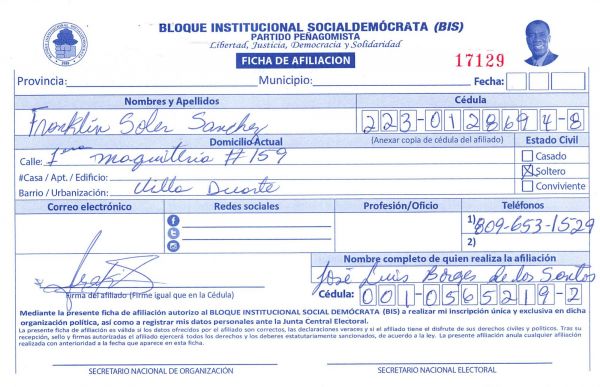 BLOQUE INSTITUCIONAL SOCIALDEMÓCRATA (BIS)
PARTIDO PEÑAGOMISTA
Libertad, Justicia, Democracia y Solidaridad
FICHA DE AFILIACION
17129
Provincia: Municipio: Fecha:
Nombres y Apellidos Cédula
Franklin Soler Sanchez 223-0128694-8
Domicilio Actual (Anexar copia de cédula del afiliado) Estado Civil
Calle: 1era Maquiteria #159 Casado
#Casa / Apt. / Edificio: Soltero
Barrio / Urbanización: Villa Duarte Conviviente
Correo electrónico Redes sociales Profesión/Oficio Teléfonos
1) 809-653-1529
2)
Nombre completo de quien realiza la afiliación
José Luis Borges de los Santos
Firma del afiliado (Firme igual que en la Cédula) Cédula: 001-0565219-2
Mediante la presente ficha de afiliación autorizo al BLOQUE INSTITUCIONAL SOCIAL DEMÓCRATA (BIS) a realizar mi inscripción única y exclusiva en dicha
organización política, así como a registrar mis datos personales ante la Junta Central Electoral.
La presente ficha de afiliación es válida si los datos ofrecidos por el afiliado son correctos, las declaraciones veraces y si el afiliado tiene el disfrute de sus derechos civiles y políticos. Tras su
recepción, sello y firmas autorizadas el afiliado ejercerá todos los derechos y los deberes estatutariamente sancionados, de acuerdo a la ley. La presente afiliación anula cualquier afiliación
realizada con anterioridad a la fecha que aparece en esta ficha.
SECRETARIO NACIONAL DE ORGANIZACIÓN SECRETARIO NACIONAL ELECTORAL